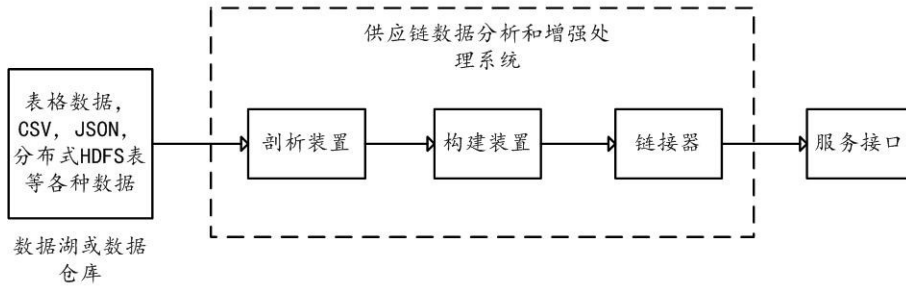 供应链数据分析和增强处
理系统
表格数据,
CSV, JSON,
分布式HDFS表
等各种数据
剖析装置
构建装置
链接器
服务接口
数据湖或数据
仓库